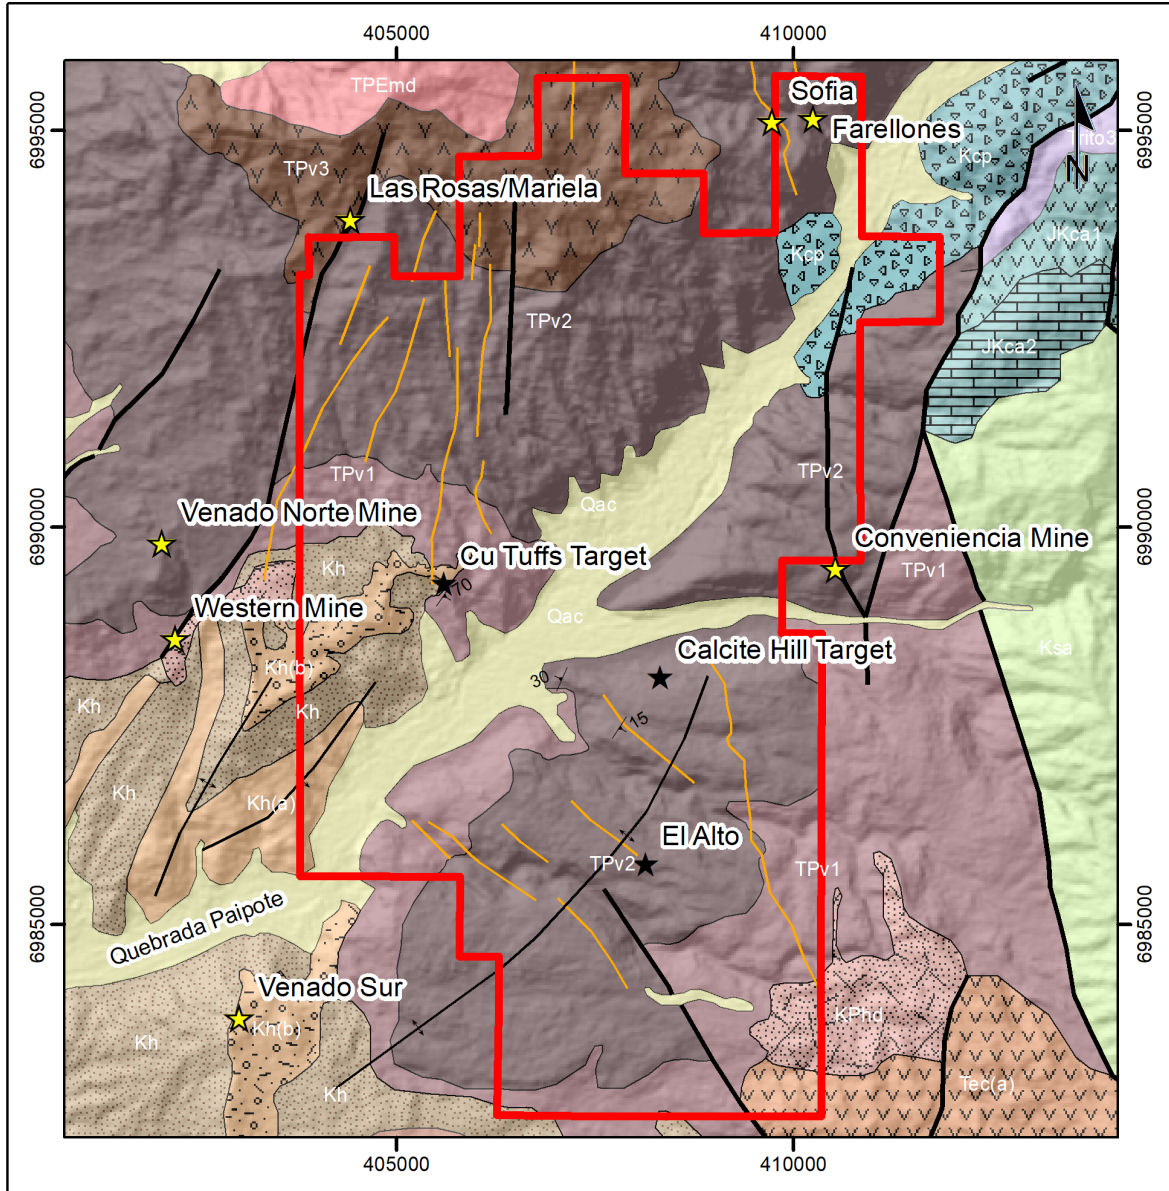 405000
410000
6995000
6995000
TPEmd
Sofia
Farellones
Kcp
Trito3
N
TPv3
Las Rosas/Mariela
JKca1
Kcp
TPv2
JKca2
TPv1
TPv2
Qac
6990000
6990000
Venado Norte Mine
Conveniencia Mine
Cu Tuffs Target
Kh
TPv1
70
Western Mine
Qac
Kh(b)
Calcite Hill Target
Ksa
Kh
30
Kh
15
Kh
Kh(a)
El Alto
TPv2
TPv1
6985000
6985000
Quebrada Paipote
Venado Sur
Kh(b)
KPhd
Kh
Tec(a)
Kh
405000
410000